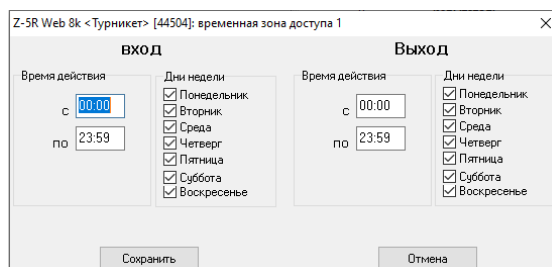 Z-5R Web 8k <Турникет> [44504]: временная зона доступа 1
вход
Время действия
с 00:00
по 23:59
Дни недели
Понедельник
Вторник
Среда
Четверг
Пятница
Суббота
Воскресенье
Выход
Время действия
с 00:00
по 23:59
Дни недели
Понедельник
Вторник
Среда
Четверг
Пятница
Суббота
Воскресенье
Сохранить
Отмена